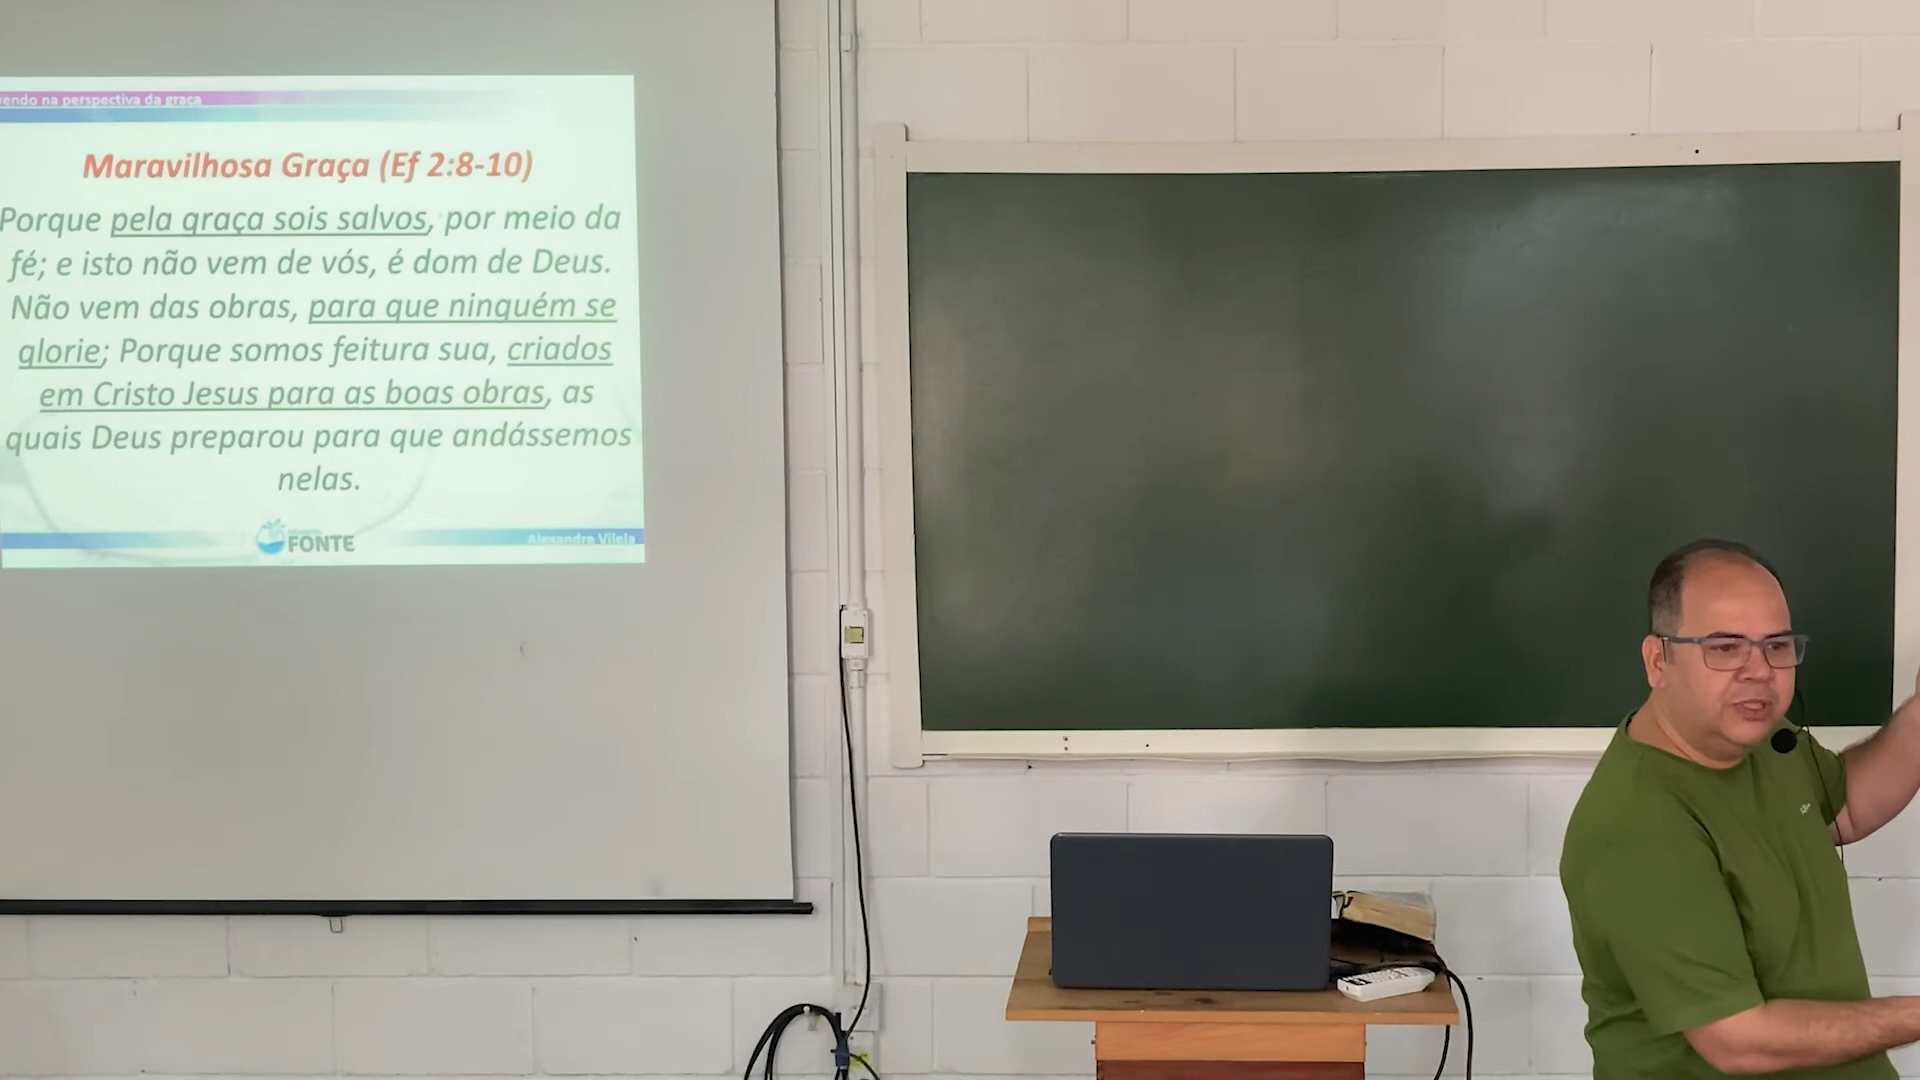 endo na perspectiva da graça
Maravilhosa Graça (Ef 2:8-10)
Porque pela graça sois salvos, por meio da
fé; e isto não vem de vós, é dom de Deus.
Não vem das obras, para que ninguém se
glorie; Porque somos feitura sua, criados
em Cristo Jesus para as boas obras, as
quais Deus preparou para que andássemos
nelas.
FONTE
Alexandre Vilela